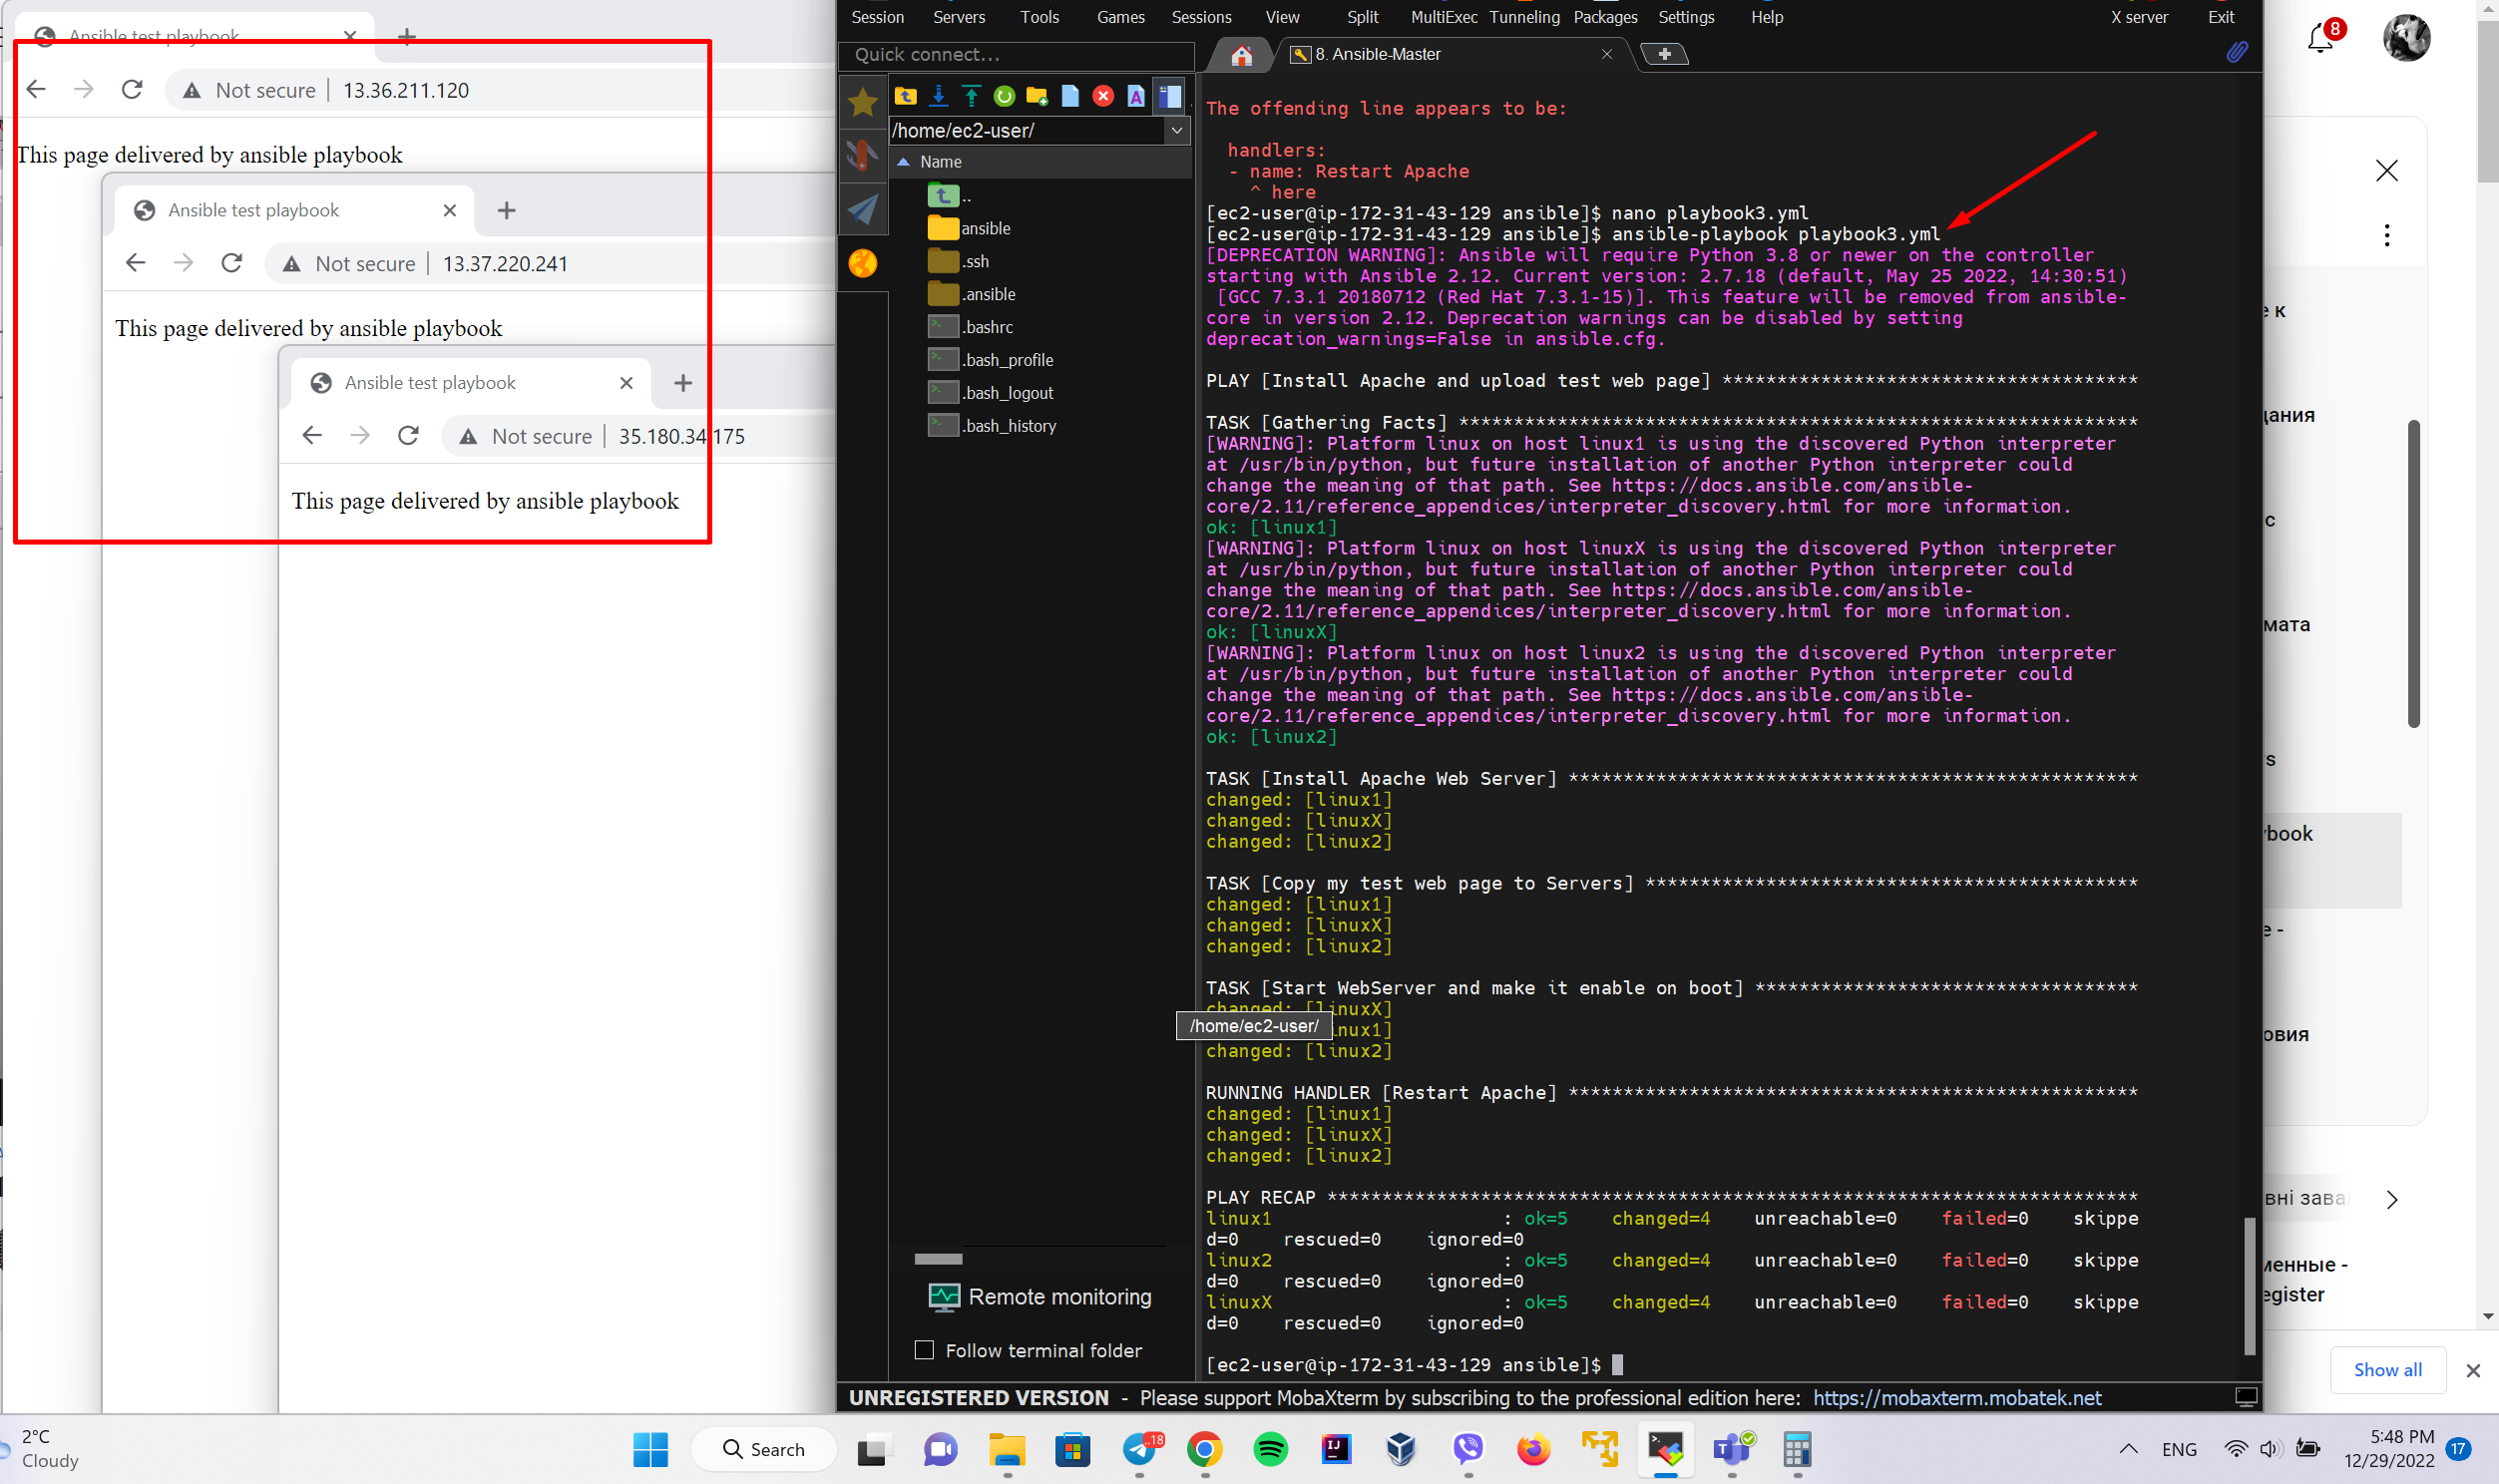 Ansible test playbook
Not secure
13.36.211.120
This page delivered by ansible playbook
Ansible test playbook
Not secure
13.37.220.241
This page delivered by ansible playbook
Ansible test playbook
Not secure
35.180.34.175
This page delivered by ansible playbook
Session Servers Tools Games Sessions View Split MultiExec Tunneling Packages Settings Help X server Exit
Quick connect...
8. Ansible-Master
/home/ec2-user/
Name
..
ansible
.ssh
.ansible
.bashrc
.bash_profile
.bash_logout
.bash_history
Remote monitoring
Follow terminal folder
The offending line appears to be:
handlers:
- name: Restart Apache
^ here
[ec2-user@ip-172-31-43-129 ansible]$ nano playbook3.yml
[ec2-user@ip-172-31-43-129 ansible]$ ansible-playbook playbook3.yml
[DEPRECATION WARNING]: Ansible will require Python 3.8 or newer on the controller
starting with Ansible 2.12. Current version: 2.7.18 (default, May 25 2022, 14:30:51)
[GCC 7.3.1 20180712 (Red Hat 7.3.1-15)]. This feature will be removed from ansible-
core in version 2.12. Deprecation warnings can be disabled by setting
deprecation_warnings=False in ansible.cfg.
PLAY [Install Apache and upload test web page] **************************************
TASK [Gathering Facts] **************************************************************
[WARNING]: Platform linux on host linux1 is using the discovered Python interpreter
at /usr/bin/python, but future installation of another Python interpreter could
change the meaning of that path. See https://docs.ansible.com/ansible-
core/2.11/reference_appendices/interpreter_discovery.html for more information.
ok: [linux1]
[WARNING]: Platform linux on host linuxX is using the discovered Python interpreter
at /usr/bin/python, but future installation of another Python interpreter could
change the meaning of that path. See https://docs.ansible.com/ansible-
core/2.11/reference_appendices/interpreter_discovery.html for more information.
ok: [linuxX]
[WARNING]: Platform linux on host linux2 is using the discovered Python interpreter
at /usr/bin/python, but future installation of another Python interpreter could
change the meaning of that path. See https://docs.ansible.com/ansible-
core/2.11/reference_appendices/interpreter_discovery.html for more information.
ok: [linux2]
TASK [Install Apache Web Server] ****************************************************
changed: [linux1]
changed: [linuxX]
changed: [linux2]
TASK [Copy my test web page to Servers] *********************************************
changed: [linux1]
changed: [linuxX]
changed: [linux2]
TASK [Start WebServer and make it enable on boot] ***********************************
changed: [linuxX]
/home/ec2-user/
inux1]
changed: [linux2]
RUNNING HANDLER [Restart Apache] ****************************************************
changed: [linux1]
changed: [linuxX]
changed: [linux2]
PLAY RECAP **************************************************************************
linux1 : ok=5 changed=4 unreachable=0 failed=0 skippe
d=0 rescued=0 ignored=0
linux2 : ok=5 changed=4 unreachable=0 failed=0 skippe
d=0 rescued=0 ignored=0
linuxX : ok=5 changed=4 unreachable=0 failed=0 skippe
d=0 rescued=0 ignored=0
[ec2-user@ip-172-31-43-129 ansible]$
UNREGISTERED VERSION - Please support MobaXterm by subscribing to the professional edition here: https://mobaxterm.mobatek.net
8
е к
дания
с
мата
s
book
е -
овия
вні зава
менные -
egister
Show all
2°C
Cloudy
Search
18
ENG
5:48 PM
12/29/2022
17